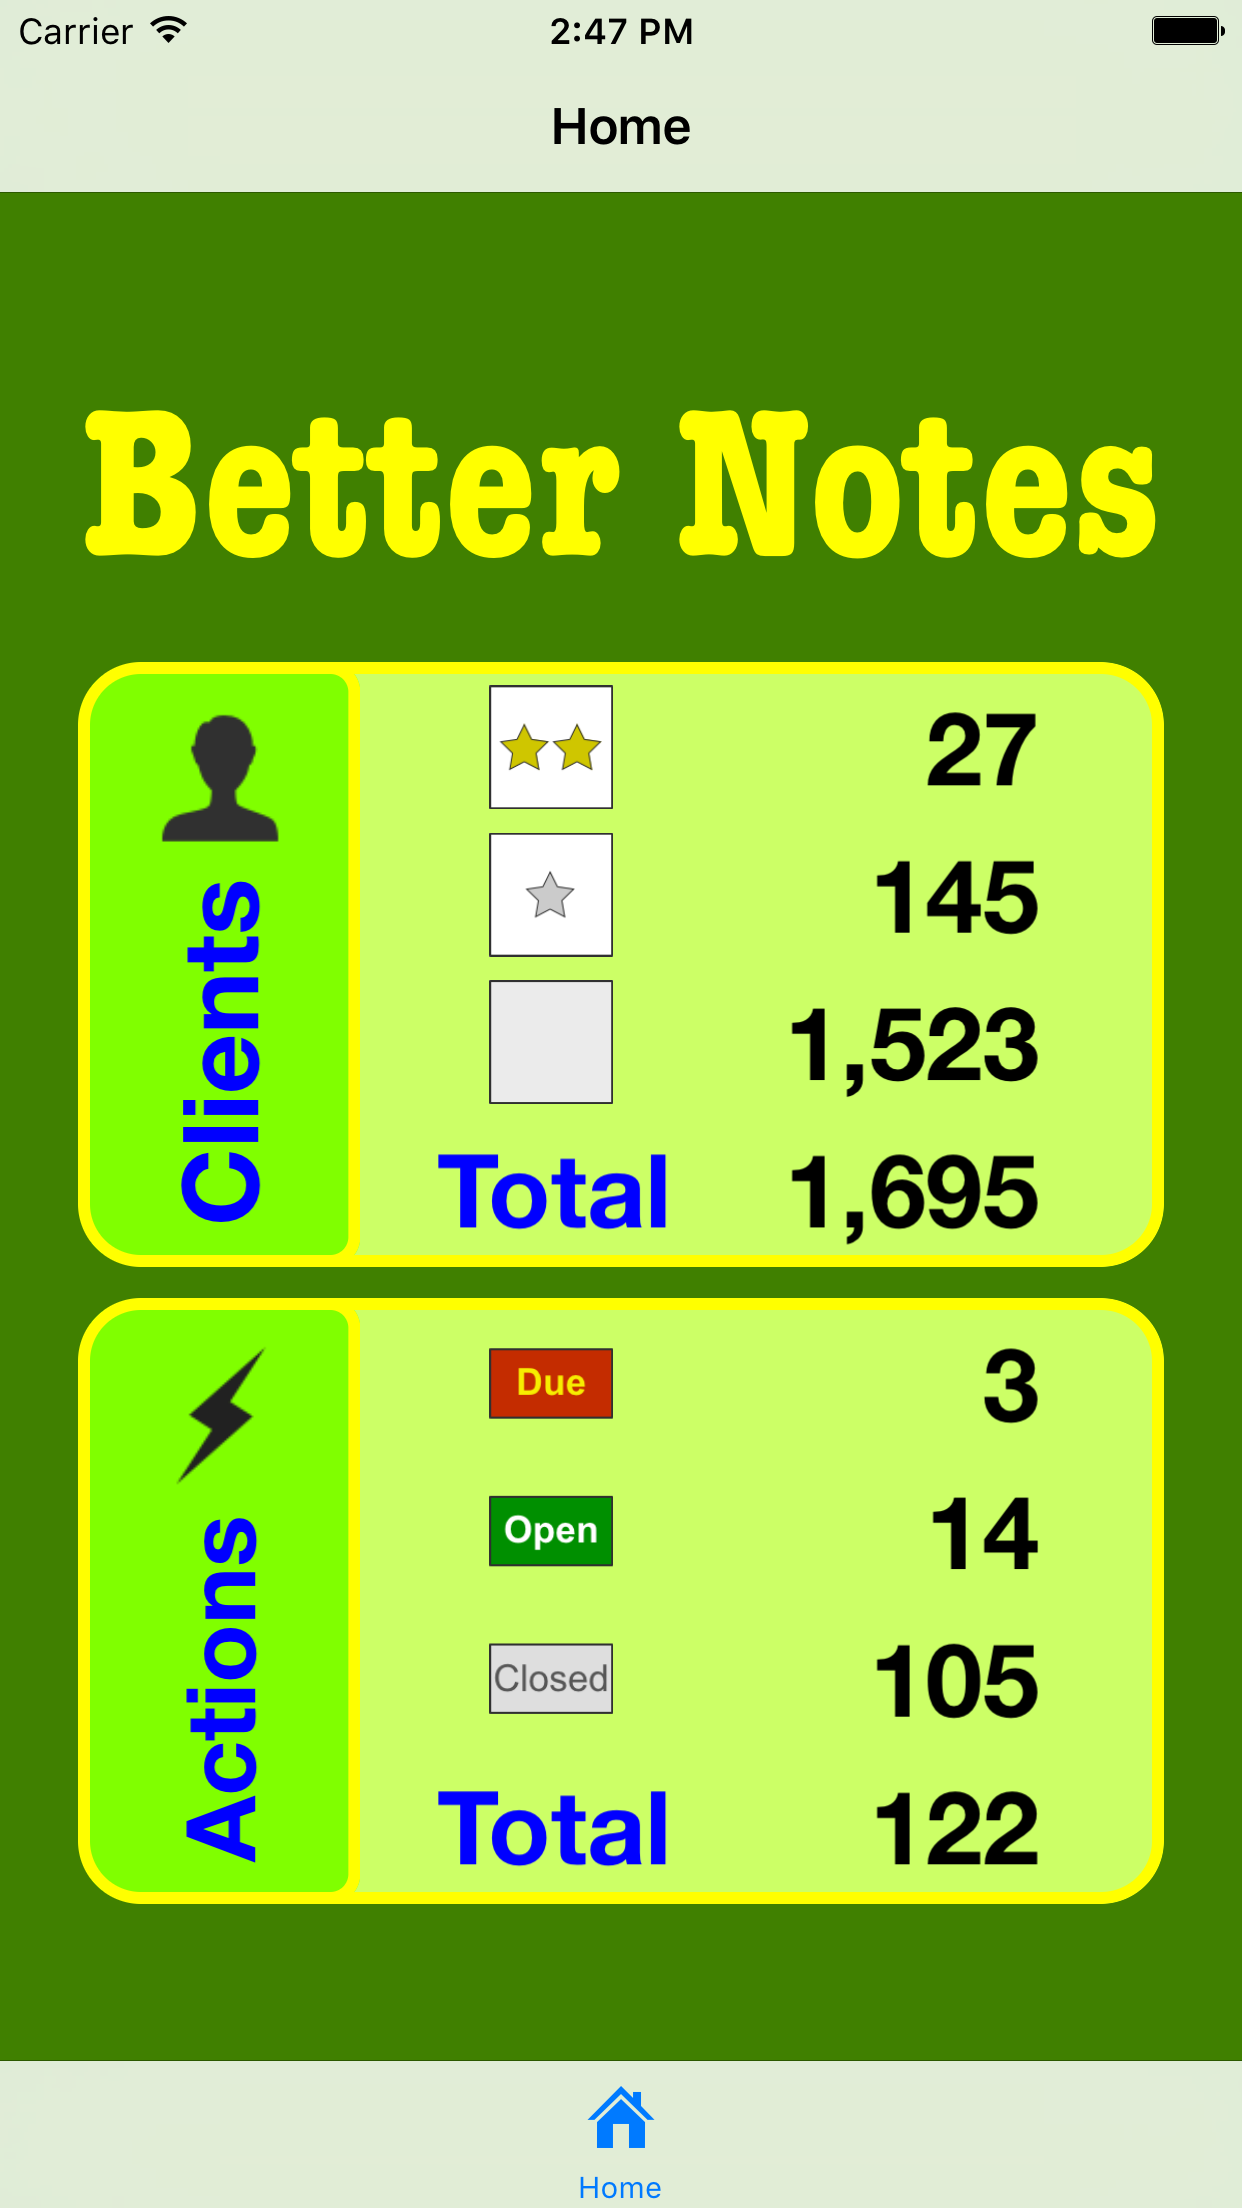 Carrier 2:47 PM
Home
Better Notes
Clients
27
145
1,523
Total 1,695
Actions
Due 3
Open 14
Closed 105
Total 122
Home